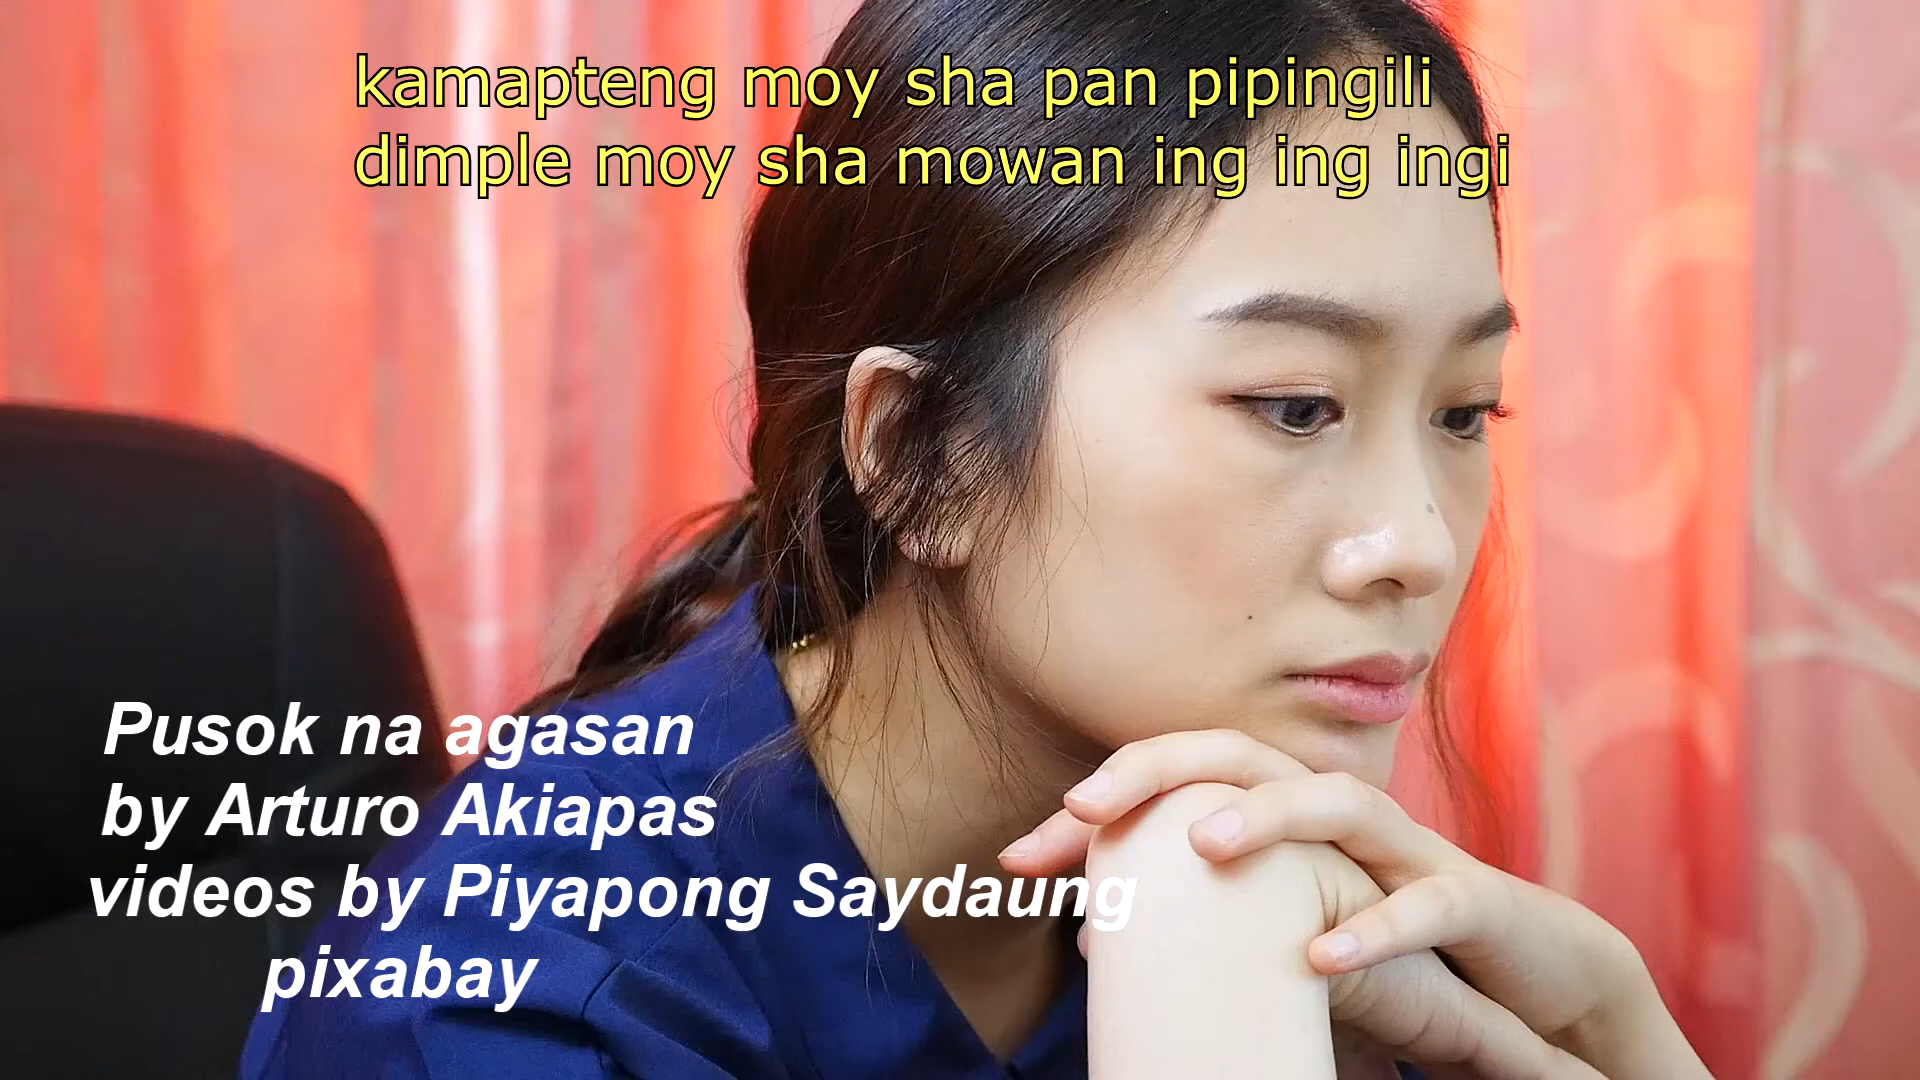 kamapteng moy sha pan pipingili
dimple moy sha mowan ing ing ingi
Pusok na agasan
by Arturo Akiapas
videos by Piyapong Saydaung
pixabay